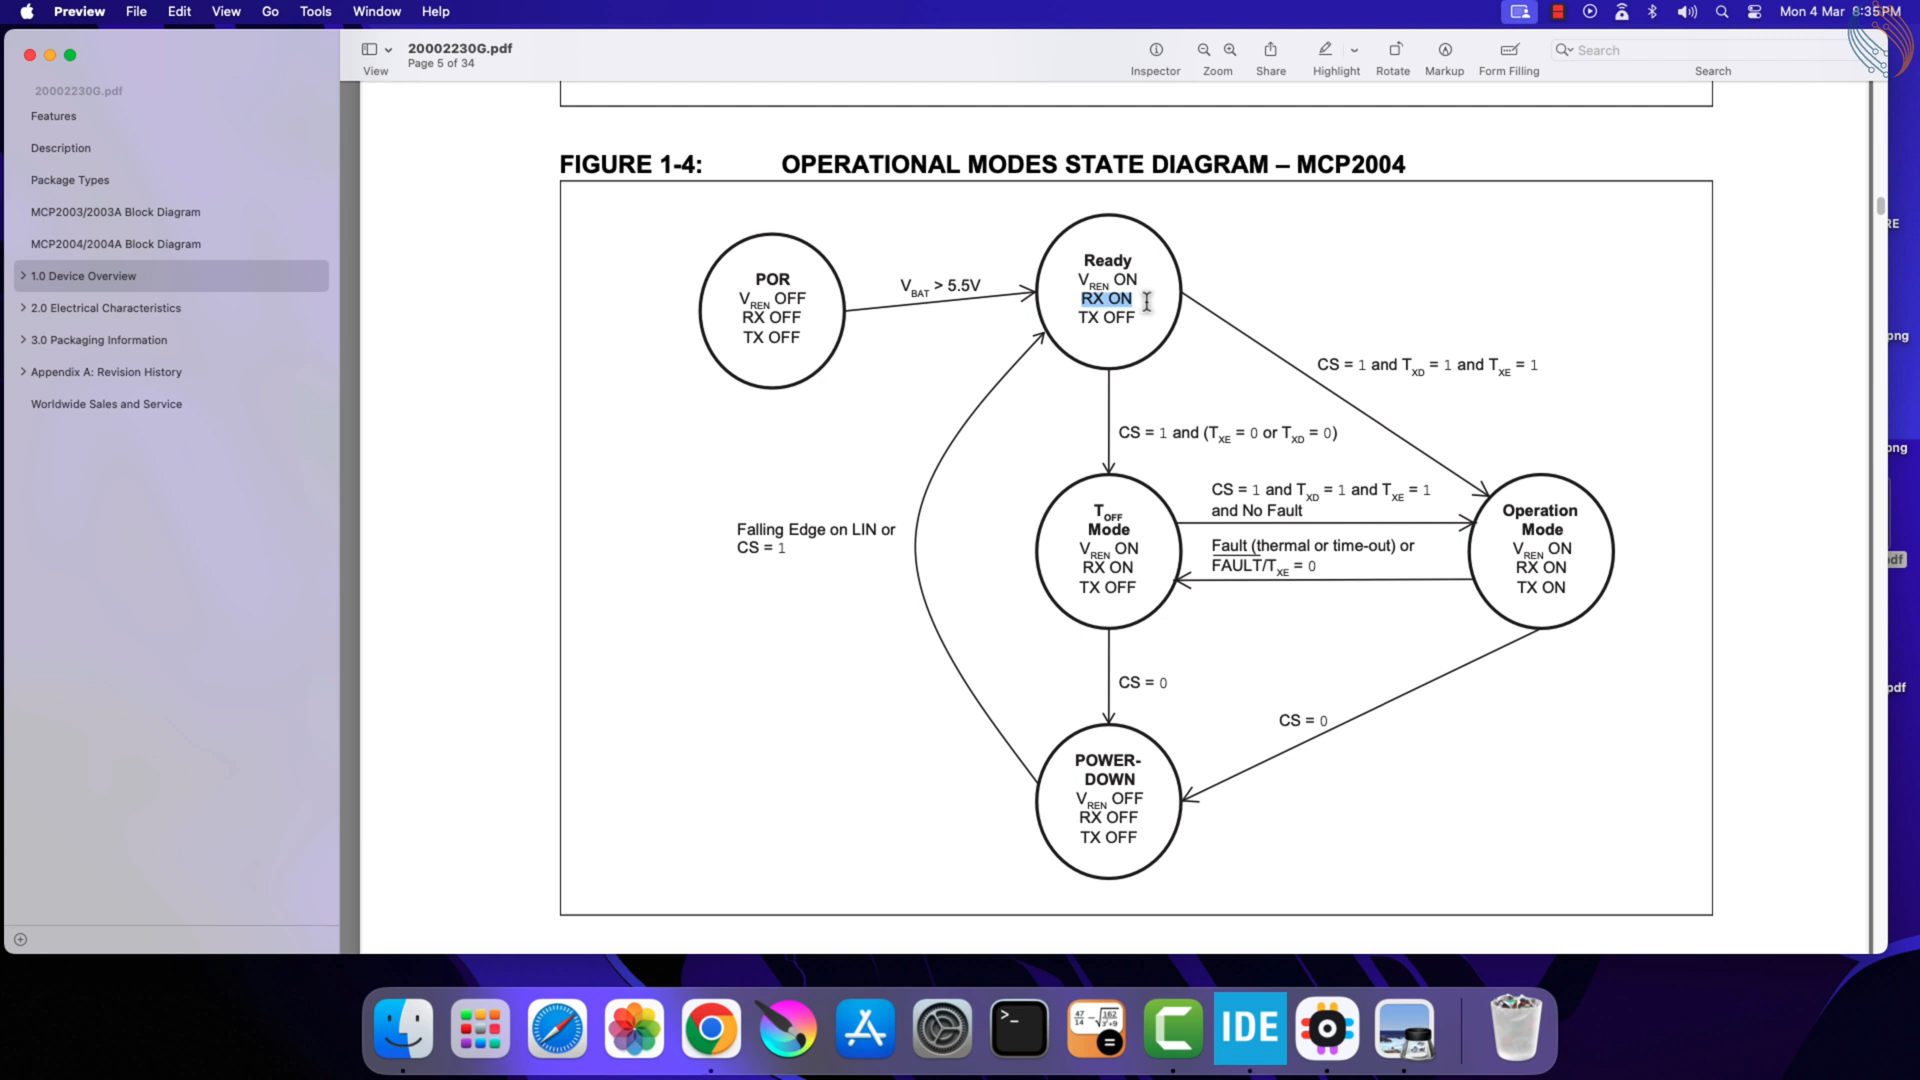 Preview File Edit View Go Tools Window Help
Mon 4 Mar 8:35PM
20002230G.pdf
Page 5 of 34
View
Inspector
Zoom
Share
Highlight
Rotate
Markup
Form Filling
Search
Search
20002230G.pdf
Features
Description
Package Types
MCP2003/2003A Block Diagram
MCP2004/2004A Block Diagram
1.0 Device Overview
2.0 Electrical Characteristics
3.0 Packaging Information
Appendix A: Revision History
Worldwide Sales and Service
FIGURE 1-4: OPERATIONAL MODES STATE DIAGRAM – MCP2004
POR
VREN OFF
RX OFF
TX OFF
VBAT > 5.5V
Ready
VREN ON
RX ON
TX OFF
CS = 1 and TXD = 1 and TXE = 1
CS = 1 and (TXE = 0 or TXD = 0)
Falling Edge on LIN or
CS = 1
TOFF
Mode
VREN ON
RX ON
TX OFF
CS = 1 and TXD = 1 and TXE = 1
and No Fault
Fault (thermal or time-out) or
FAULT/TXE = 0
Operation
Mode
VREN ON
RX ON
TX ON
CS = 0
CS = 0
POWER-
DOWN
VREN OFF
RX OFF
TX OFF
RE
png
png
df
pdf
IDE